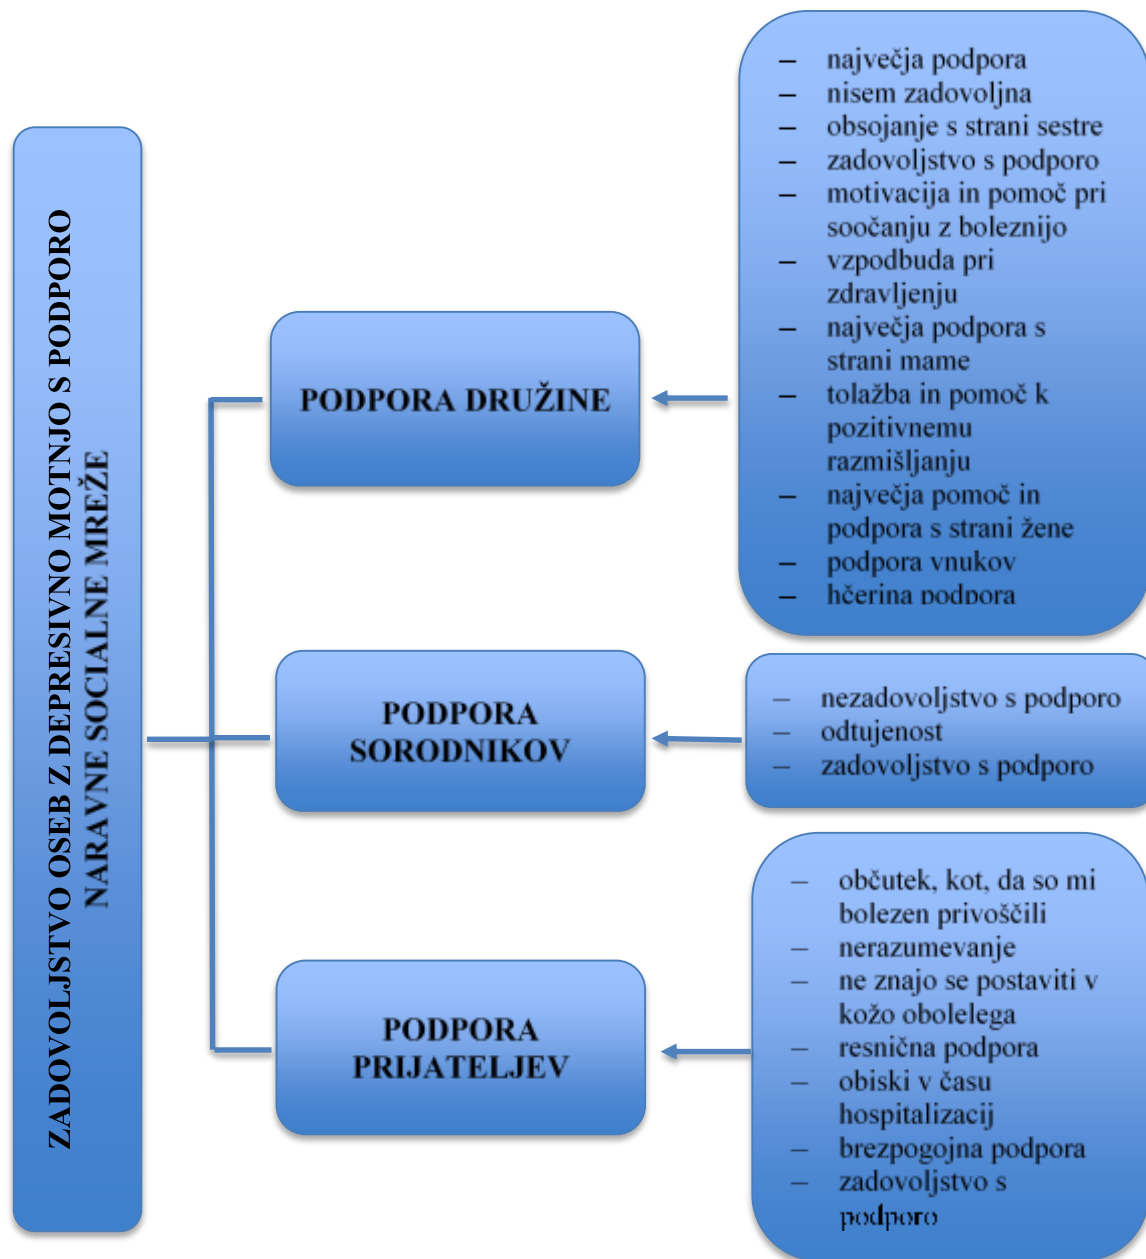 ZADOVOLJSTVO OSEB Z DEPRESIVNO MOTNJO S PODPORO
NARAVNE SOCIALNE MREŽE
PODPORA DRUŽINE
– največja podpora
– nisem zadovoljna
– obsojanje s strani sestre
– zadovoljstvo s podporo
– motivacija in pomoč pri
soočanju z boleznijo
– vzpodbuda pri
zdravljenju
– največja podpora s
strani mame
– tolažba in pomoč k
pozitivnemu
razmišljanju
– največja pomoč in
podpora s strani žene
– podpora vnukov
– hčerina podpora
PODPORA
SORODNIKOV
– nezadovoljstvo s podporo
– odtujenost
– zadovoljstvo s podporo
PODPORA
PRIJATELJEV
– občutek, kot, da so mi
bolezen privoščili
– nerazumevanje
– ne znajo se postaviti v
kožo obolelega
– resnična podpora
– obiski v času
hospitalizacij
– brezpogojna podpora
– zadovoljstvo s
podporo